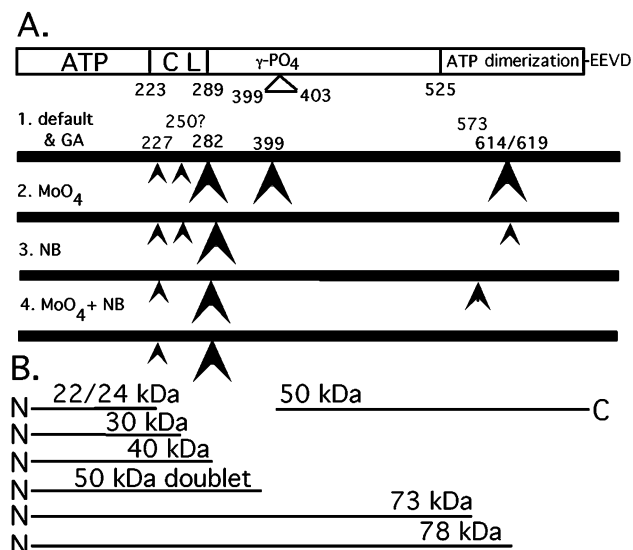 A.
ATP C L γ-PO4 ATP dimerization -EEVD
223 289 399 403 525
1. default & GA
250? 573
227 282 399 614/619
2. MoO4
3. NB
4. MoO4+ NB
B.
N 22/24 kDa 50 kDa C
N 30 kDa
N 40 kDa
N 50 kDa doublet
N 73 kDa
N 78 kDa